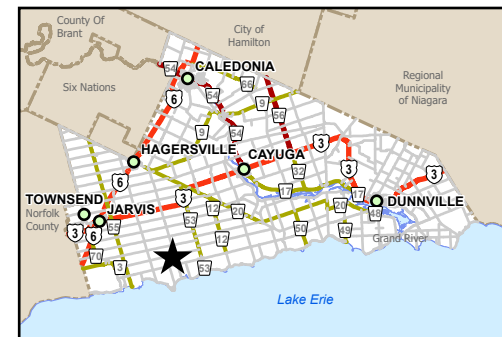 County Of
Brant
City of
Hamilton
54
CALEDONIA
Six Nations
66
Regional
Municipality
of Niagara
6
54
9
56
9
54
3
HAGERSVILLE
CAYUGA
3
3
32
6
3
17
17
TOWNSEND
DUNNVILLE
Norfolk
County
JARVIS
12
20
20
48
3
6
55
53
12
50
49
Grand River
70
3
53
Lake Erie